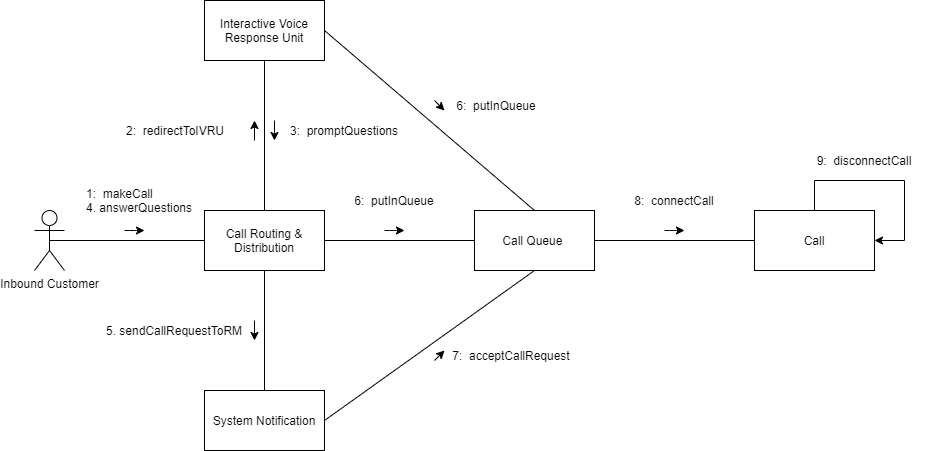 Interactive Voice
Response Unit
6:  putInQueue
2:  redirectToIVRU
3:  promptQuestions
9:  disconnectCall
1:  makeCall
4. answerQuestions
6:  putInQueue
8:  connectCall
Call Routing &
Distribution
Call Queue
Call
Inbound Customer
5. sendCallRequestToRM
7:  acceptCallRequest
System Notification